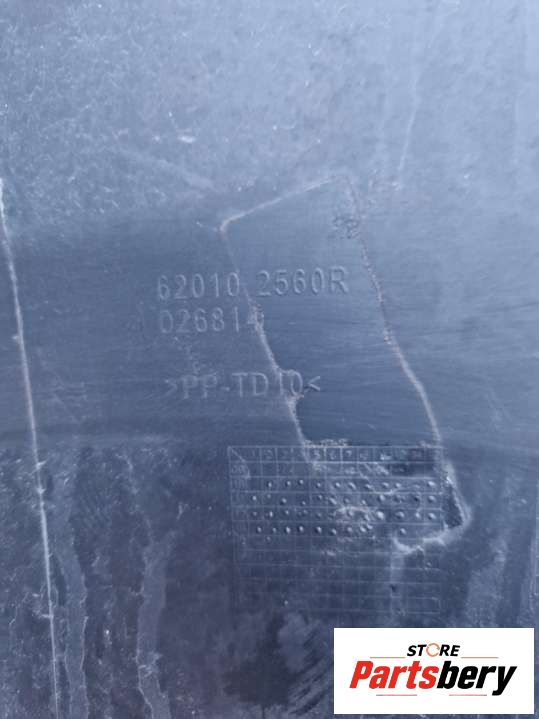 62010 2560R
026814
>PP-TD10<
STORE
Partsbery